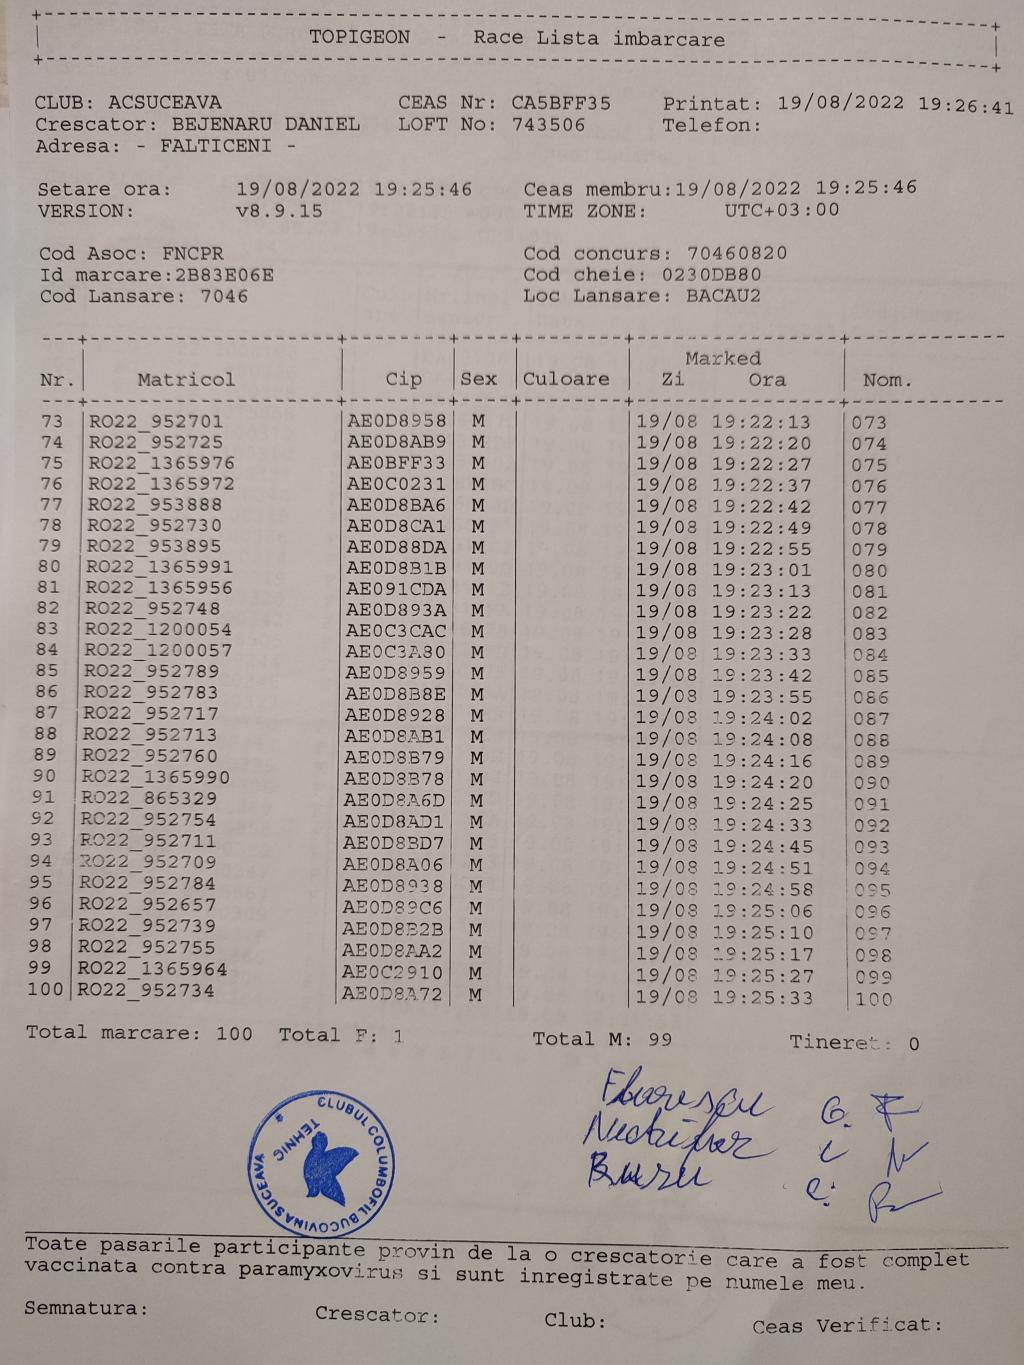 TOPIGEON - Race Lista imbarcare
CLUB: ACSUCEAVA CEAS Nr: CA5BFF35 Printat: 19/08/2022 19:26:41
Crescator: BEJENARU DANIEL LOFT No: 743506 Telefon:
Adresa: - FALTICENI -
Setare ora: 19/08/2022 19:25:46 Ceas membru:19/08/2022 19:25:46
VERSION: v8.9.15 TIME ZONE: UTC+03:00
Cod Asoc: FNCPR Cod concurs: 70460820
Id marcare:2B83E06E Cod cheie: 0230DB80
Cod Lansare: 7046 Loc Lansare: BACAU2
Marked
Nr. Matricol Cip Sex Culoare Zi Ora Nom.
73 RO22_952701 AE0D8958 M 19/08 19:22:13 073
74 RO22_952725 AE0D8AB9 M 19/08 19:22:20 074
75 RO22_1365976 AE0BFF33 M 19/08 19:22:27 075
76 RO22_1365972 AE0C0231 M 19/08 19:22:37 076
77 RO22_953888 AE0D8BA6 M 19/08 19:22:42 077
78 RO22_952730 AE0D8CA1 M 19/08 19:22:49 078
79 RO22_953895 AE0D88DA M 19/08 19:22:55 079
80 RO22_1365991 AE0D8B1B M 19/08 19:23:01 080
81 RO22_1365956 AE091CDA M 19/08 19:23:13 081
82 RO22_952748 AE0D893A M 19/08 19:23:22 082
83 RO22_1200054 AE0C3CAC M 19/08 19:23:28 083
84 RO22_1200057 AE0C3A80 M 19/08 19:23:33 084
85 RO22_952789 AE0D8959 M 19/08 19:23:42 085
86 RO22_952783 AE0D8B8E M 19/08 19:23:55 086
87 RO22_952717 AE0D8928 M 19/08 19:24:02 087
88 RO22_952713 AE0D8AB1 M 19/08 19:24:08 088
89 RO22_952760 AE0D8B79 M 19/08 19:24:16 089
90 RO22_1365990 AE0D8B78 M 19/08 19:24:20 090
91 RO22_865329 AE0D8A6D M 19/08 19:24:25 091
92 RO22_952754 AE0D8AD1 M 19/08 19:24:33 092
93 RO22_952711 AE0D8BD7 M 19/08 19:24:45 093
94 RO22_952709 AE0D8A06 M 19/08 19:24:51 094
95 RO22_952784 AE0D8938 M 19/08 19:24:58 095
96 RO22_952657 AE0D89C6 M 19/08 19:25:06 096
97 RO22_952739 AE0D8B2B M 19/08 19:25:10 097
98 RO22_952755 AE0D8AA2 M 19/08 19:25:17 098
99 RO22_1365964 AE0C2910 M 19/08 19:25:27 099
100 RO22_952734 AE0D8A72 M 19/08 19:25:33 100
Total marcare: 100 Total F: 1 Total M: 99 Tineret: 0
CLUBUL COLUMBOFIL BUCOVINA SUCEAVA
TEHNIC
Toate pasarile participante provin de la o crescatorie care a fost complet
vaccinata contra paramyxovirus si sunt inregistrate pe numele meu.
Semnatura: Crescator: Club: Ceas Verificat: